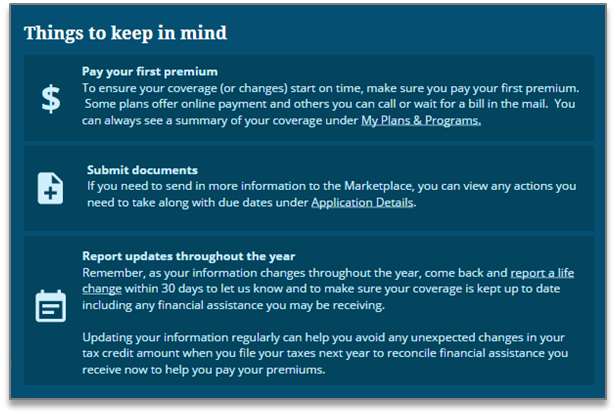 Things to keep in mind
$
Pay your first premium
To ensure your coverage (or changes) start on time, make sure you pay your first premium.
Some plans offer online payment and others you can call or wait for a bill in the mail. You
can always see a summary of your coverage under My Plans & Programs.
Submit documents
If you need to send in more information to the Marketplace, you can view any actions you
need to take along with due dates under Application Details.
Report updates throughout the year
Remember, as your information changes throughout the year, come back and report a life
change within 30 days to let us know and to make sure your coverage is kept up to date
including any financial assistance you may be receiving.
Updating your information regularly can help you avoid any unexpected changes in your
tax credit amount when you file your taxes next year to reconcile financial assistance you
receive now to help you pay your premiums.